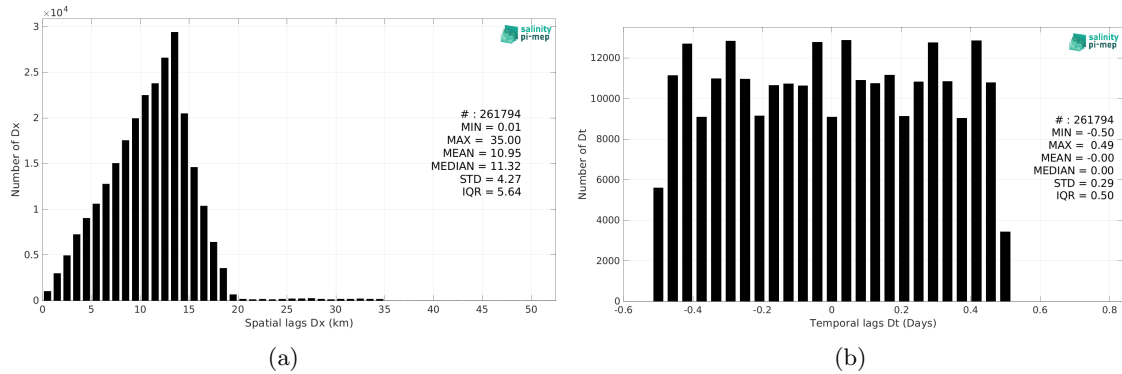 ×10⁴
3
2.5
2
1.5
1
0.5
0
Number of Dx
salinity
pi-mep
# : 261794
MIN = 0.01
MAX = 35.00
MEAN = 10.95
MEDIAN = 11.32
STD = 4.27
IQR = 5.64
0 5 10 15 20 25 30 35 40 45 50
Spatial lags Dx (km)
(a)
12000
10000
8000
6000
4000
2000
0
Number of Dt
salinity
pi-mep
# : 261794
MIN = -0.50
MAX = 0.49
MEAN = -0.00
MEDIAN = 0.00
STD = 0.29
IQR = 0.50
-0.6 -0.4 -0.2 0 0.2 0.4 0.6 0.8
Temporal lags Dt (Days)
(b)